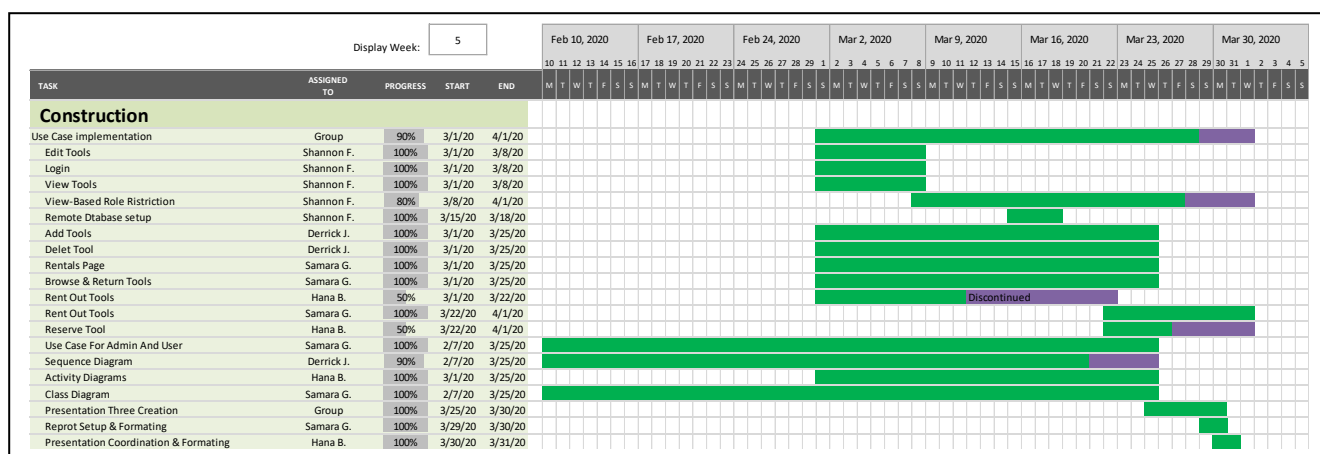 Display Week: 5 Feb 10, 2020 Feb 17, 2020 Feb 24, 2020 Mar 2, 2020 Mar 9, 2020 Mar 16, 2020 Mar 23, 2020 Mar 30, 2020
10 11 12 13 14 15 16 17 18 19 20 21 22 23 24 25 26 27 28 29 1 2 3 4 5 6 7 8 9 10 11 12 13 14 15 16 17 18 19 20 21 22 23 24 25 26 27 28 29 30 31 1 2 3 4 5
TASK ASSIGNED TO PROGRESS START END M T W T F S S M T W T F S S M T W T F S S M T W T F S S M T W T F S S M T W T F S S M T W T F S S M T W T F S S
Construction
Use Case implementation Group 90% 3/1/20 4/1/20
Edit Tools Shannon F. 100% 3/1/20 3/8/20
Login Shannon F. 100% 3/1/20 3/8/20
View Tools Shannon F. 100% 3/1/20 3/8/20
View-Based Role Ristriction Shannon F. 80% 3/8/20 4/1/20
Remote Dtabase setup Shannon F. 100% 3/15/20 3/18/20
Add Tools Derrick J. 100% 3/1/20 3/25/20
Delet Tool Derrick J. 100% 3/1/20 3/25/20
Rentals Page Samara G. 100% 3/1/20 3/25/20
Browse & Return Tools Samara G. 100% 3/1/20 3/25/20
Rent Out Tools Hana B. 50% 3/1/20 3/22/20 Discontinued
Rent Out Tools Samara G. 100% 3/22/20 4/1/20
Reserve Tool Hana B. 50% 3/22/20 4/1/20
Use Case For Admin And User Samara G. 100% 2/7/20 3/25/20
Sequence Diagram Derrick J. 90% 2/7/20 3/25/20
Activity Diagrams Hana B. 100% 3/1/20 3/25/20
Class Diagram Samara G. 100% 2/7/20 3/25/20
Presentation Three Creation Group 100% 3/25/20 3/30/20
Reprot Setup & Formating Samara G. 100% 3/29/20 3/30/20
Presentation Coordination & Formating Hana B. 100% 3/30/20 3/31/20